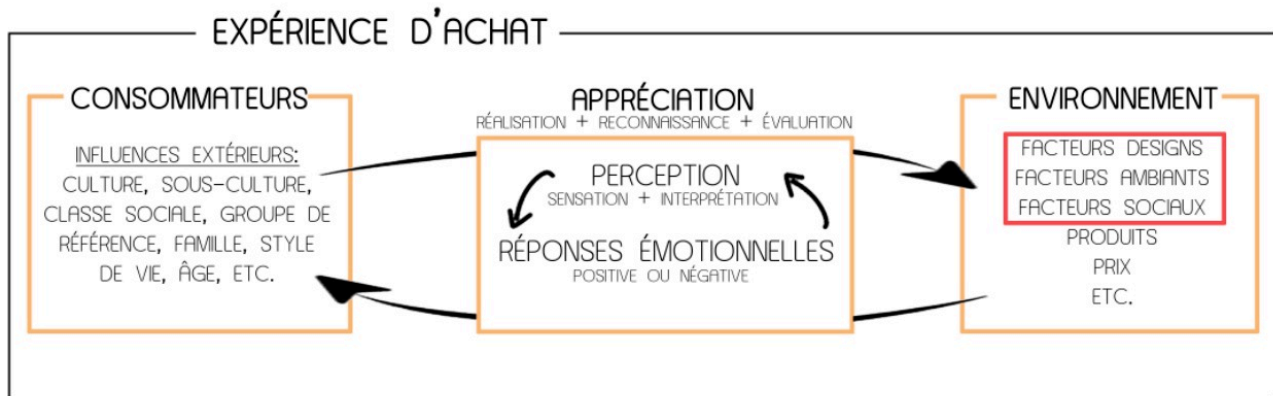 EXPÉRIENCE D'ACHAT
CONSOMMATEURS
INFLUENCES EXTÉRIEURS:
CULTURE, SOUS-CULTURE,
CLASSE SOCIALE, GROUPE DE
RÉFÉRENCE, FAMILLE, STYLE
DE VIE, ÂGE, ETC.
APPRÉCIATION
RÉALISATION + RECONNAISSANCE + ÉVALUATION
PERCEPTION
SENSATION + INTERPRÉTATION
RÉPONSES ÉMOTIONNELLES
POSITIVE OU NÉGATIVE
ENVIRONNEMENT
FACTEURS DESIGNS
FACTEURS AMBIANTS
FACTEURS SOCIAUX
PRODUITS
PRIX
ETC.